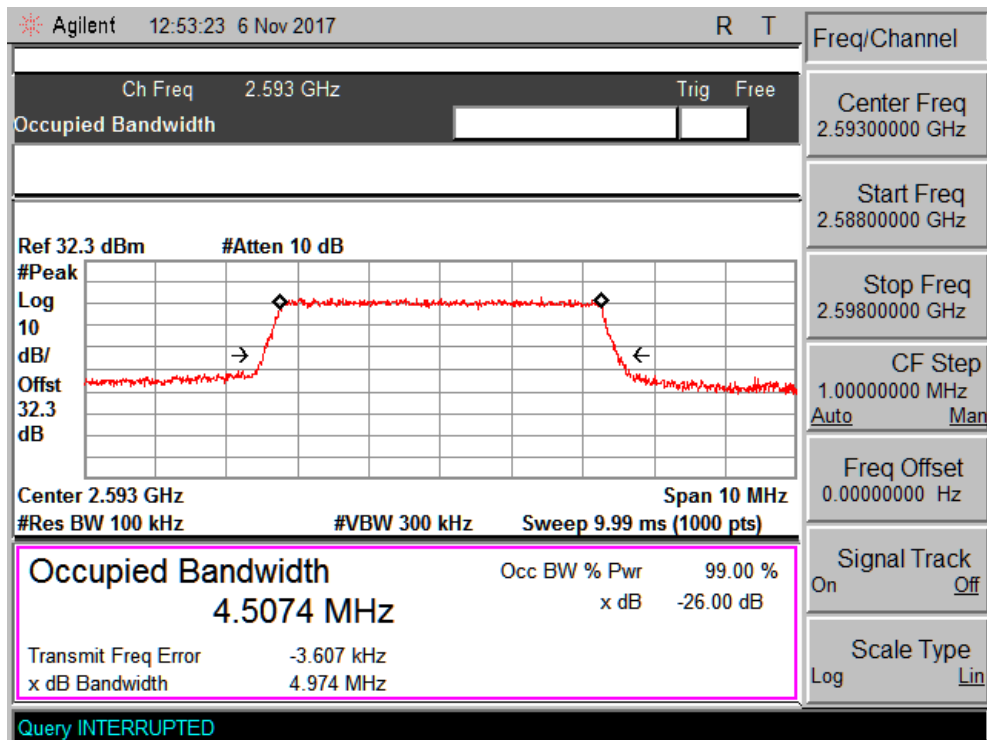 Agilent 12:53:23 6 Nov 2017 R T
Freq/Channel
Ch Freq 2.593 GHz Trig Free
Occupied Bandwidth
Center Freq
2.59300000 GHz
Start Freq
2.58800000 GHz
Stop Freq
2.59800000 GHz
CF Step
1.00000000 MHz
Auto Man
Freq Offset
0.00000000 Hz
Signal Track
On Off
Scale Type
Log Lin
Ref 32.3 dBm #Atten 10 dB
#Peak
Log
10
dB/
Offst
32.3
dB
Center 2.593 GHz Span 10 MHz
#Res BW 100 kHz #VBW 300 kHz Sweep 9.99 ms (1000 pts)
Occupied Bandwidth Occ BW % Pwr 99.00 %
4.5074 MHz x dB -26.00 dB
Transmit Freq Error -3.607 kHz
x dB Bandwidth 4.974 MHz
Query INTERRUPTED